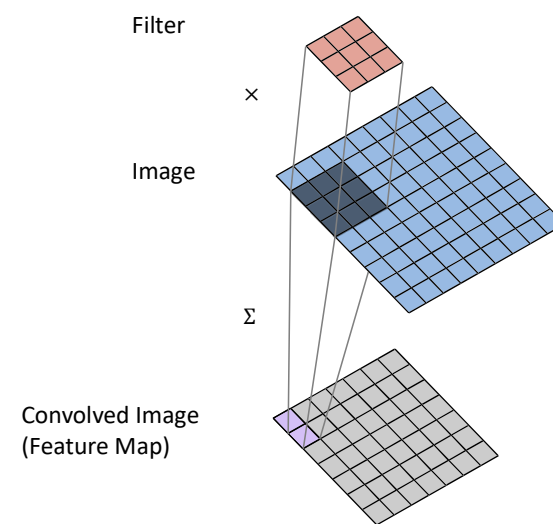 Filter
×
Image
Σ
Convolved Image
(Feature Map)